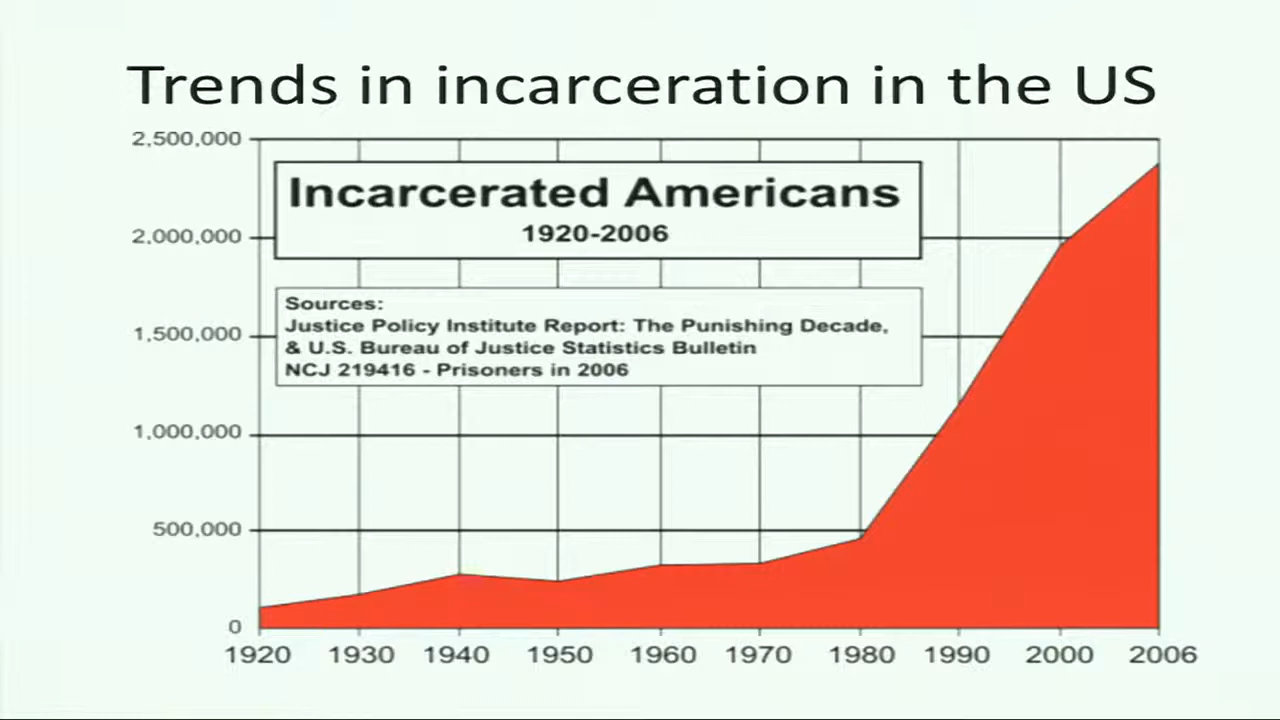 Trends in incarceration in the US
2,500,000
Incarcerated Americans
1920-2006
2,000,000
Sources:
Justice Policy Institute Report: The Punishing Decade,
& U.S. Bureau of Justice Statistics Bulletin
NCJ 219416 - Prisoners in 2006
1,500,000
1,000,000
500,000
0
1920 1930 1940 1950 1960 1970 1980 1990 2000 2006